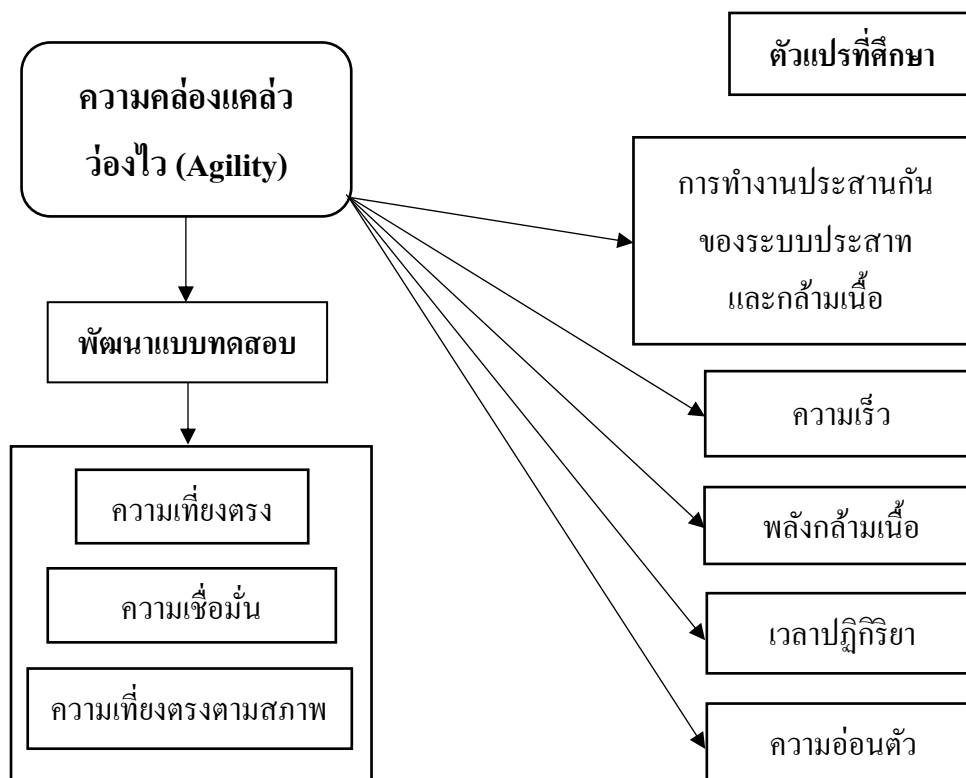 ความคล่องแคล่ว
ว่องไว (Agility)
พัฒนาแบบทดสอบ
ความเที่ยงตรง
ความเชื่อมั่น
ความเที่ยงตรงตามสภาพ
ตัวแปรที่ศึกษา
การทำงานประสานกัน
ของระบบประสาท
และกล้ามเนื้อ
ความเร็ว
พลังกล้ามเนื้อ
เวลาปฏิกิริยา
ความอ่อนตัว